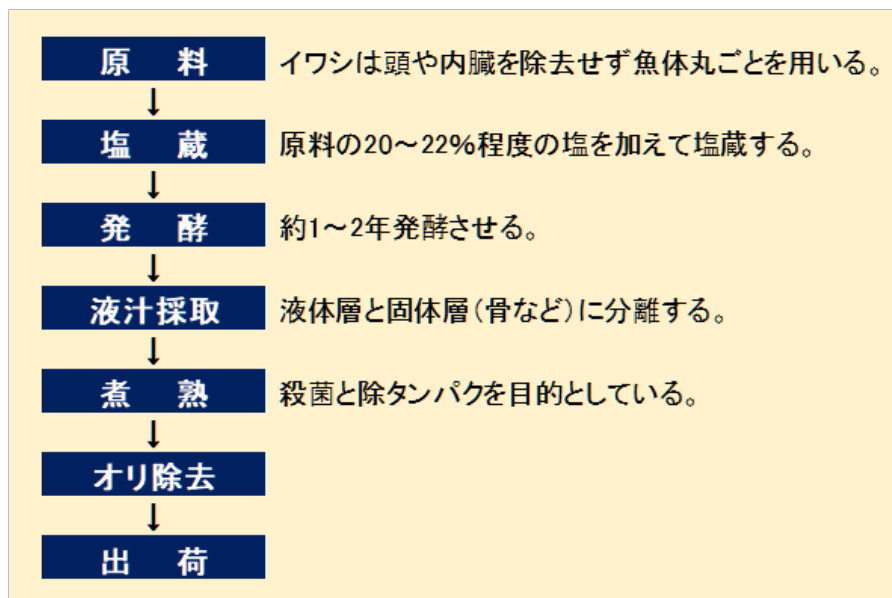 原　料　イワシは頭や内臓を除去せず魚体丸ごとを用いる。
↓
塩　蔵　原料の20～22%程度の塩を加えて塩蔵する。
↓
発　酵　約1～2年発酵させる。
↓
液汁採取　液体層と固体層(骨など)に分離する。
↓
煮　熟　殺菌と除タンパクを目的としている。
↓
オリ除去
↓
出　荷